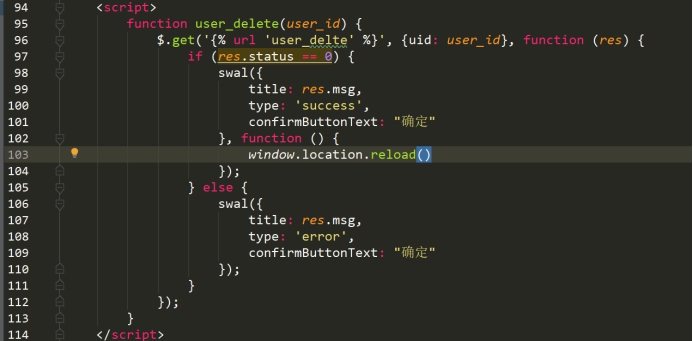 94 <script>
95 function user_delete(user_id) {
96 $.get('{% url 'user_delte' %}', {uid: user_id}, function (res) {
97 if (res.status == 0) {
98 swal({
99 title: res.msg,
100 type: 'success',
101 confirmButtonText: "确定"
102 }, function () {
103 window.location.reload()
104 });
105 } else {
106 swal({
107 title: res.msg,
108 type: 'error',
109 confirmButtonText: "确定"
110 });
111 }
112 });
113 }
114 </script>